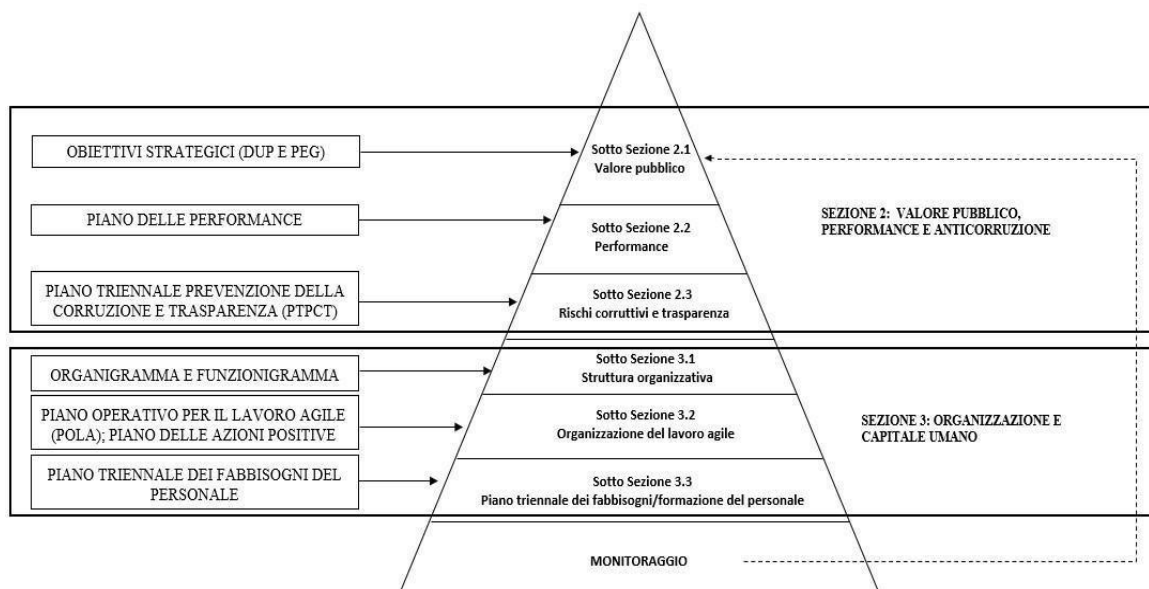 OBIETTIVI STRATEGICI (DUP E PEG)
Sotto Sezione 2.1
Valore pubblico
PIANO DELLE PERFORMANCE
Sotto Sezione 2.2
Performance
SEZIONE 2: VALORE PUBBLICO,
PERFORMANCE E ANTICORRUZIONE
PIANO TRIENNALE PREVENZIONE DELLA
CORRUZIONE E TRASPARENZA (PTPCT)
Sotto Sezione 2.3
Rischi corruttivi e trasparenza
ORGANIGRAMMA E FUNZIONIGRAMMA
Sotto Sezione 3.1
Struttura organizzativa
PIANO OPERATIVO PER IL LAVORO AGILE
(POLA); PIANO DELLE AZIONI POSITIVE
Sotto Sezione 3.2
Organizzazione del lavoro agile
SEZIONE 3: ORGANIZZAZIONE E
CAPITALE UMANO
PIANO TRIENNALE DEI FABBISOGNI DEL
PERSONALE
Sotto Sezione 3.3
Piano triennale dei fabbisogni/formazione del personale
MONITORAGGIO